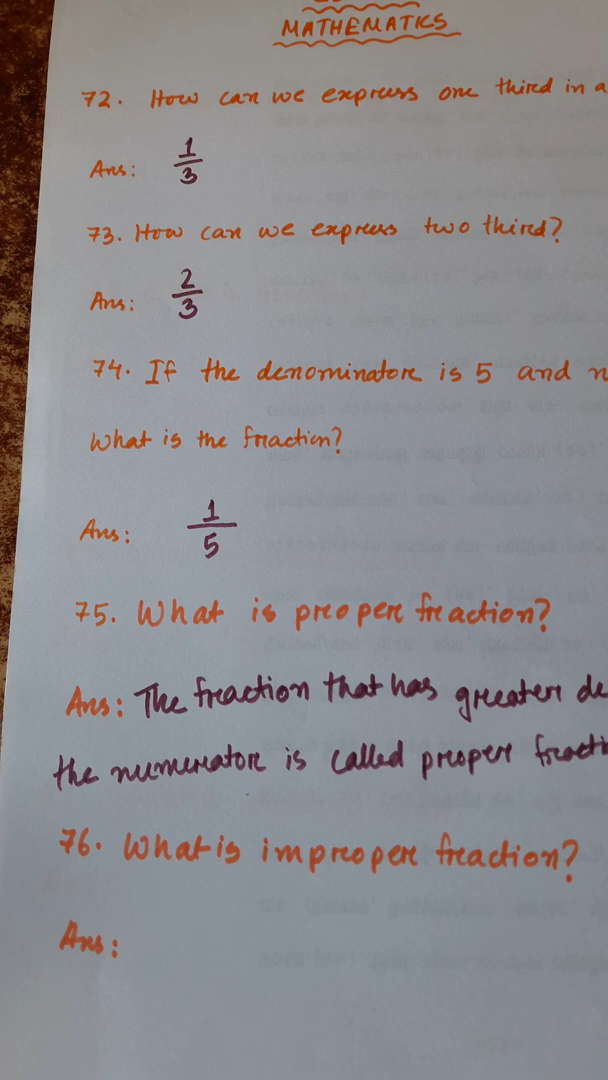 MATHEMATICS
72. How can we express one third in a
Ans: 1/3
73. How can we express two third?
Ans: 2/3
74. If the denominator is 5 and n
What is the fraction?
Ans: 1/5
75. What is proper fraction?
Ans: The fraction that has greater de
the numerator is called proper fracti
76. What is improper fraction?
Ans: